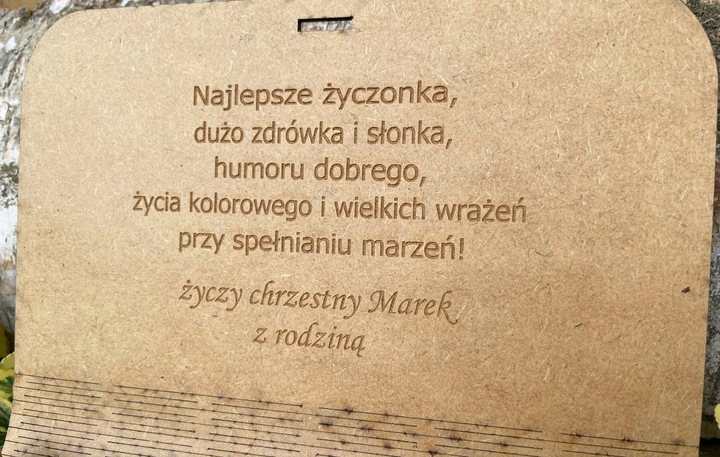 Najlepsze życzonka,
dużo zdrówka i słonka,
humoru dobrego,
życia kolorowego i wielkich wrażeń
przy spełnianiu marzeń!
życzy chrzestny Marek
z rodziną